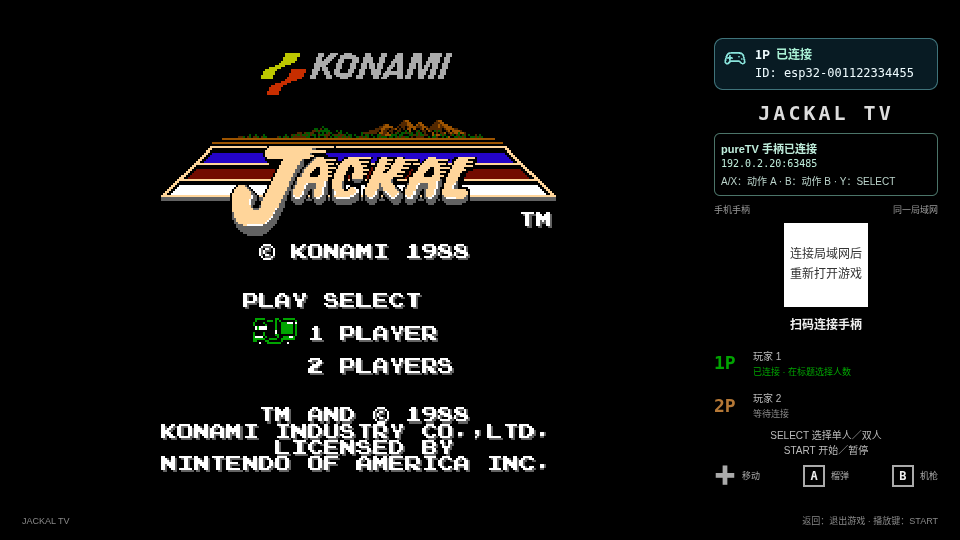 KONAMI
JACKAL
TM
© KONAMI 1988
PLAY SELECT
1 PLAYER
2 PLAYERS
TM AND © 1988
KONAMI INDUSTRY CO.,LTD.
LICENSED BY
NINTENDO OF AMERICA INC.
JACKAL TV
1P 已连接
ID: esp32-001122334455
JACKAL TV
pureTV 手柄已连接
192.0.2.20:63485
A/X：动作 A · B：动作 B · Y：SELECT
手机手柄 同一局域网
连接局域网后
重新打开游戏
扫码连接手柄
1P 玩家 1
已连接 · 在标题选择人数
2P 玩家 2
等待连接
SELECT 选择单人／双人
START 开始／暂停
移动 A 榴弹 B 机枪
返回：退出游戏 · 播放键：START